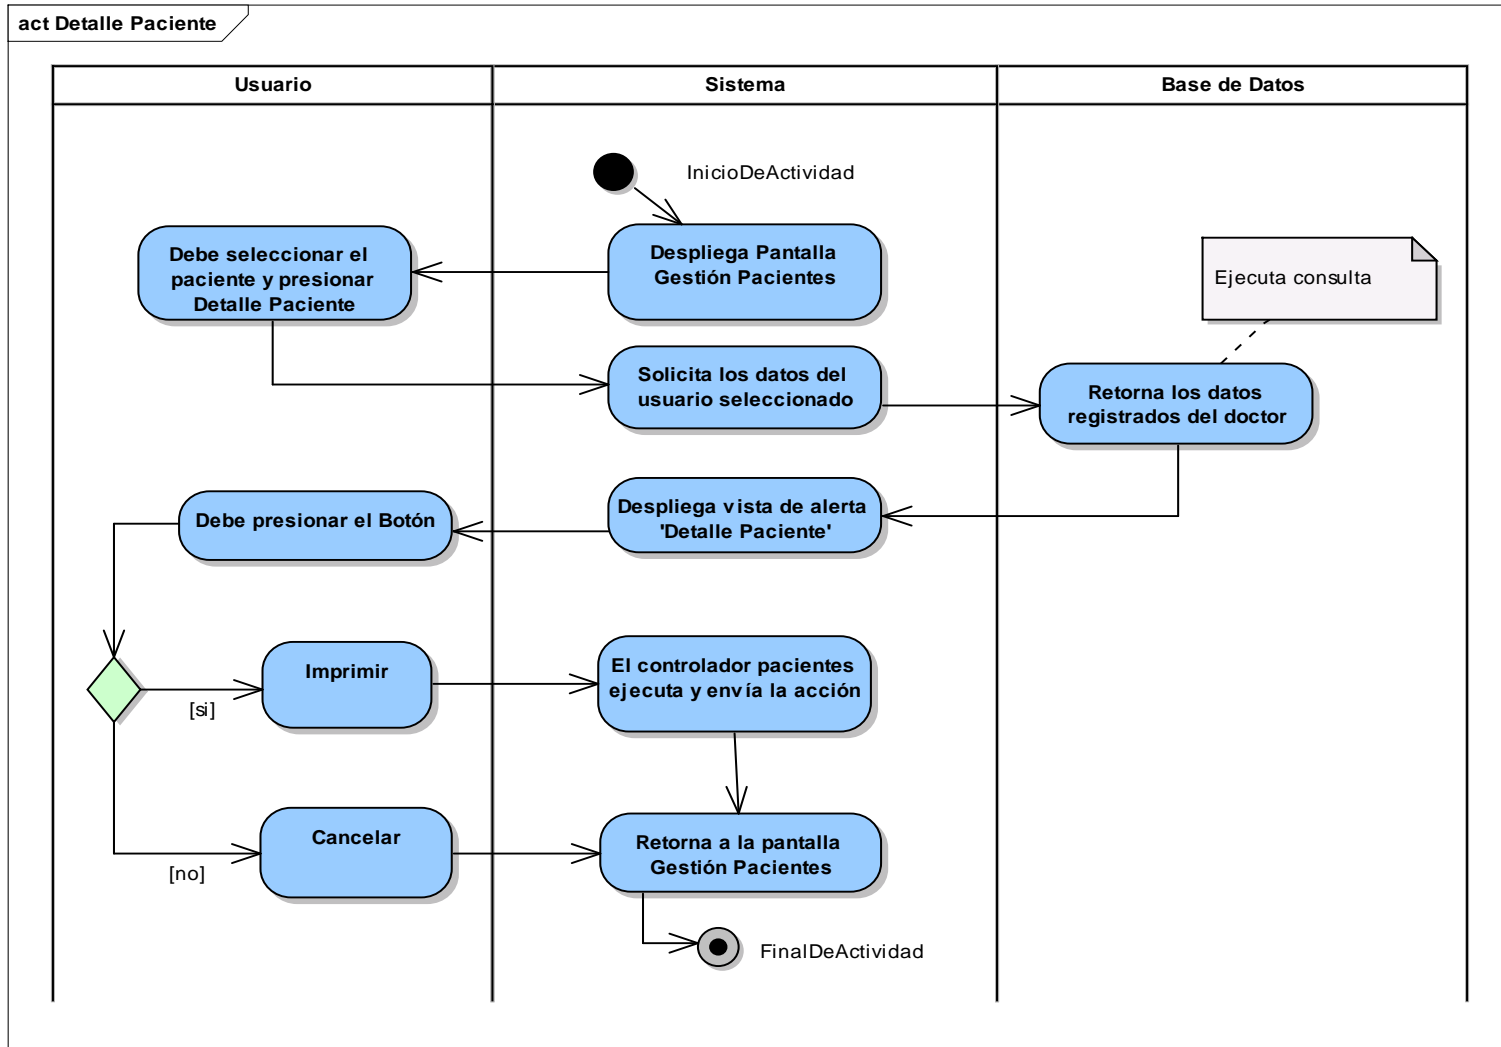 act Detalle Paciente
Usuario
Sistema
Base de Datos
InicioDeActividad
Debe seleccionar el
paciente y presionar
Detalle Paciente
Despliega Pantalla
Gestión Pacientes
Ejecuta consulta
Solicita los datos del
usuario seleccionado
Retorna los datos
registrados del doctor
Debe presionar el Botón
Despliega vista de alerta
'Detalle Paciente'
Imprimir
El controlador pacientes
ejecuta y envía la acción
[si]
Cancelar
Retorna a la pantalla
Gestión Pacientes
[no]
FinalDeActividad